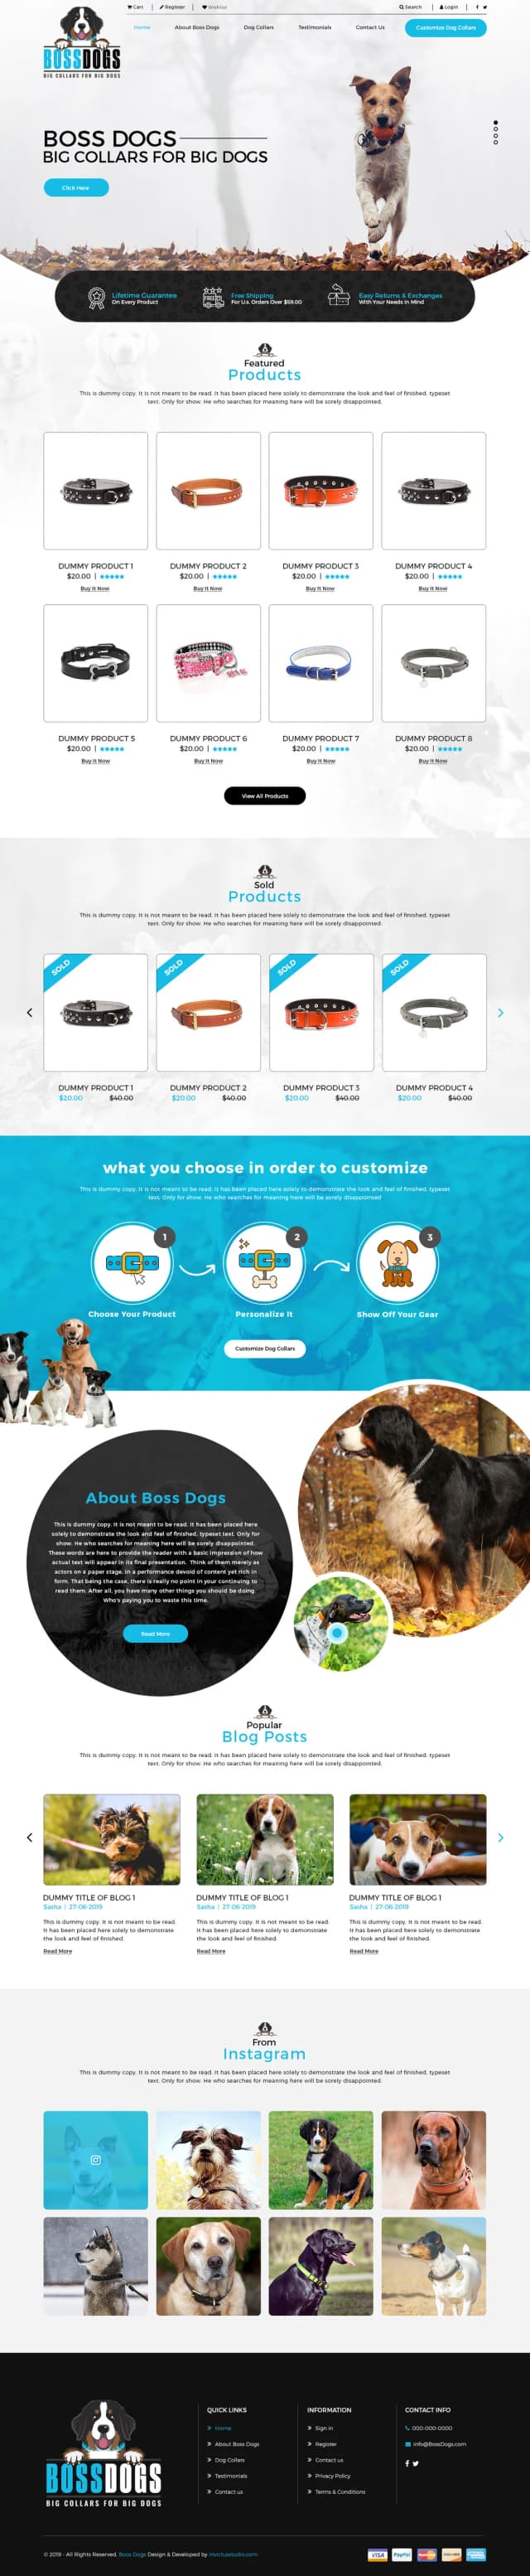 Cart
Register
Wishlist
Search
Login
BOSSDOGS
BIG COLLARS FOR BIG DOGS
Home
About Boss Dogs
Dog Collars
Testimonials
Contact Us
Customize Dog Collars
BOSS DOGS
BIG COLLARS FOR BIG DOGS
Click Here
Lifetime Guarantee
On Every Product
FREE
Free Shipping
For U.s. Orders Over $59.00
Easy Returns & Exchanges
With Your Needs In Mind
Featured
Products
This is dummy copy. It is not meant to be read. It has been placed here solely to demonstrate the look and feel of finished, typeset
text. Only for show. He who searches for meaning here will be sorely disappointed.
DUMMY PRODUCT 1
$20.00 |
Buy It Now
DUMMY PRODUCT 2
$20.00 |
Buy It Now
DUMMY PRODUCT 3
$20.00 |
Buy It Now
DUMMY PRODUCT 4
$20.00 |
Buy It Now
DUMMY PRODUCT 5
$20.00 |
Buy It Now
DUMMY PRODUCT 6
$20.00 |
Buy It Now
DUMMY PRODUCT 7
$20.00 |
Buy It Now
DUMMY PRODUCT 8
$20.00 |
Buy It Now
View All Products
Sold
Products
This is dummy copy. It is not meant to be read. It has been placed here solely to demonstrate the look and feel of finished, typeset
text. Only for show. He who searches for meaning here will be sorely disappointed.
SOLD
DUMMY PRODUCT 1
$20.00 $40.00
SOLD
DUMMY PRODUCT 2
$20.00 $40.00
SOLD
DUMMY PRODUCT 3
$20.00 $40.00
SOLD
DUMMY PRODUCT 4
$20.00 $40.00
what you choose in order to customize
This is dummy copy. It is not meant to be read. It has been placed here solely to demonstrate the look and feel of finished, typeset
text. Only for show. He who searches for meaning here will be sorely disappointed
1
Choose Your Product
2
Personalize It
3
Show Off Your Gear
Customize Dog Collars
About Boss Dogs
This is dummy copy. It is not meant to be read. It has been placed here
solely to demonstrate the look and feel of finished, typeset text. Only for
show. He who searches for meaning here will be sorely disappointed.
These words are here to provide the reader with a basic impression of how
actual text will appear in its final presentation. Think of them merely as
actors on a paper stage, in a performance devoid of content yet rich in
form. That being the case, there is really no point in your continuing to
read them. After all, you have many other things you should be doing.
Who's paying you to waste this time.
Read More
Popular
Blog Posts
This is dummy copy. It is not meant to be read. It has been placed here solely to demonstrate the look and feel of finished, typeset
text. Only for show. He who searches for meaning here will be sorely disappointed.
DUMMY TITLE OF BLOG 1
Sasha | 27-06-2019
This is dummy copy. It is not meant to be read.
It has been placed here solely to demonstrate
the look and feel of finished.
Read More
DUMMY TITLE OF BLOG 1
Sasha | 27-06-2019
This is dummy copy. It is not meant to be read.
It has been placed here solely to demonstrate
the look and feel of finished.
Read More
DUMMY TITLE OF BLOG 1
Sasha | 27-06-2019
This is dummy copy. It is not meant to be read.
It has been placed here solely to demonstrate
the look and feel of finished.
Read More
From
Instagram
This is dummy copy. It is not meant to be read. It has been placed here solely to demonstrate the look and feel of finished, typeset
text. Only for show. He who searches for meaning here will be sorely disappointed.
BOSSDOGS
BIG COLLARS FOR BIG DOGS
QUICK LINKS
Home
About Boss Dogs
Dog Collars
Testimonials
Contact us
INFORMATION
Sign in
Register
Contact us
Privacy Policy
Terms & Conditions
CONTACT INFO
000-000-0000
Info@BossDogs.com
© 2019 - All Rights Reserved. Boss Dogs Design & Developed by invictusstudio.com
VISA
PayPal